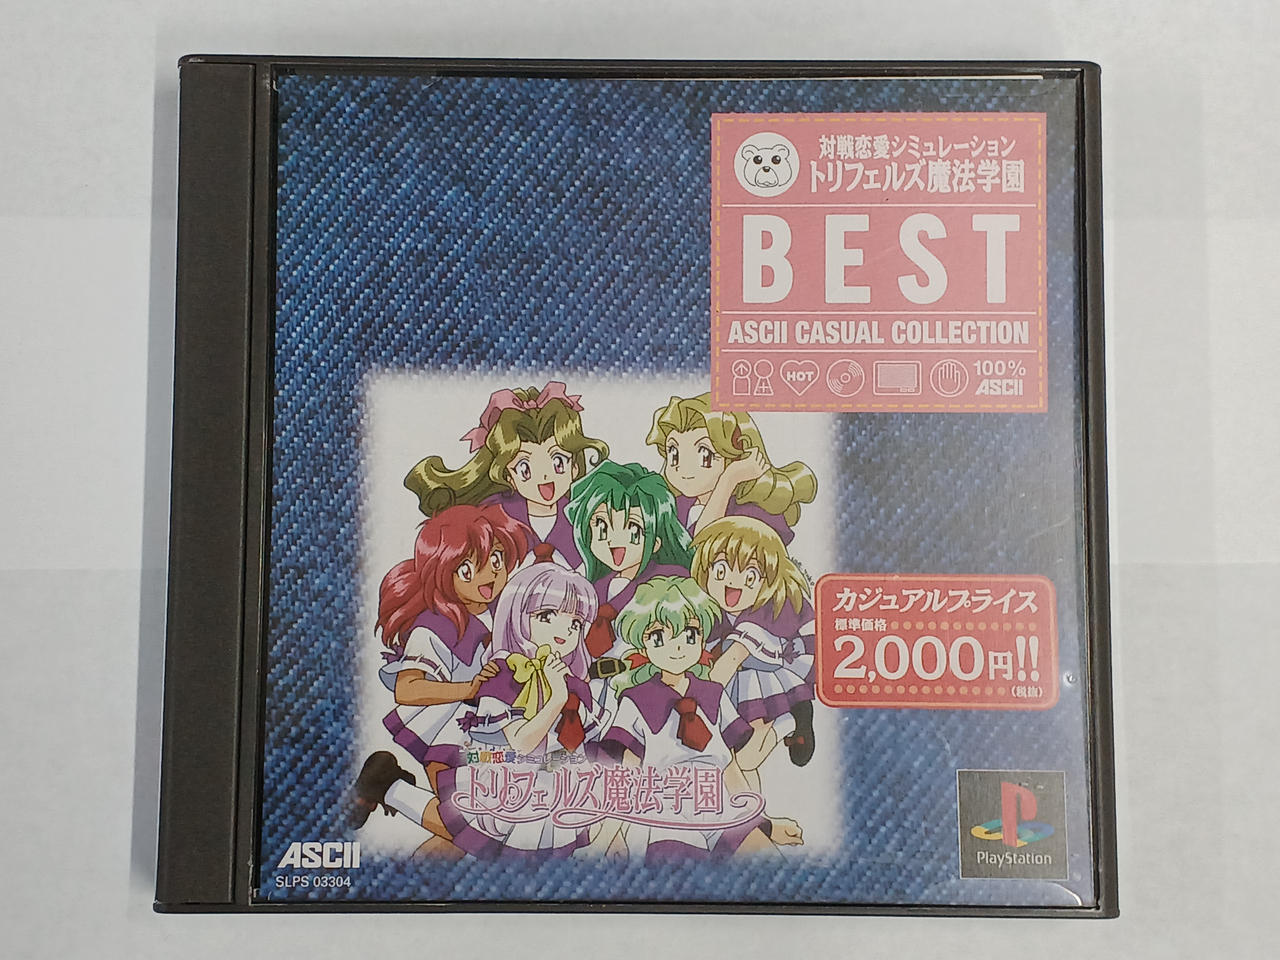 対戦恋愛シミュレーション
トリフェルズ魔法学園
BEST
ASCII CASUAL COLLECTION
HOT
100%
ASCII
カジュアルプライス
標準価格
2,000円!!
(税抜)
対戦恋愛シミュレーション
トリフェルズ魔法学園
ASCII
SLPS 03304
PlayStation